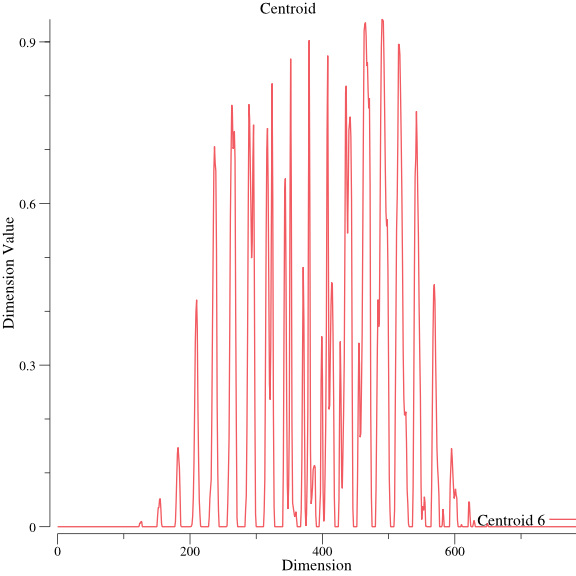 Centroid
0.9
0.6
0.3
0
Dimension Value
Centroid 6
0 200 400 600
Dimension